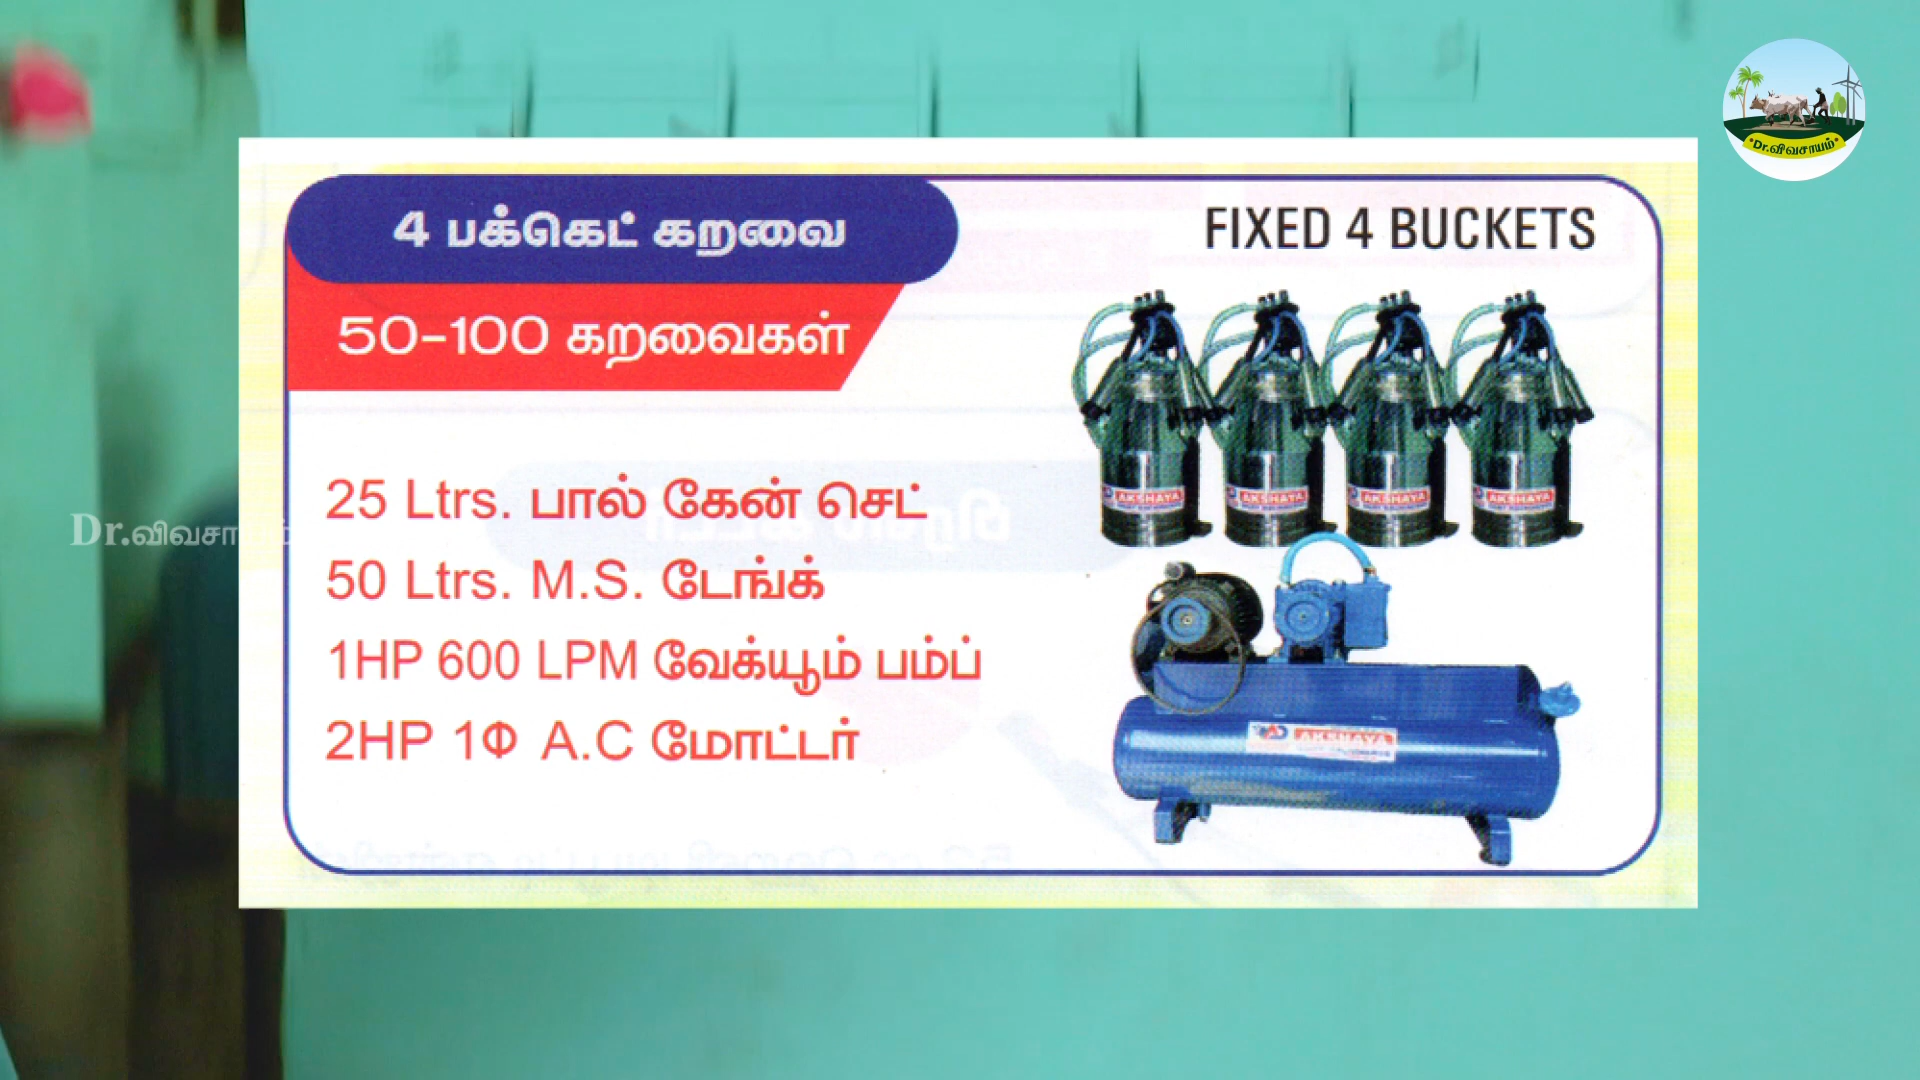 Dr.விவசாயம்
4 பக்கெட் கறவை
FIXED 4 BUCKETS
50-100 கறவைகள்
25 Ltrs. பால் கேன் செட்
50 Ltrs. M.S. டேங்க்
1HP 600 LPM வேக்யூம் பம்ப்
2HP 1Φ A.C மோட்டர்
AKSHAYA AKSHAYA AKSHAYA AKSHAYA
AKSHAYA
Dr.விவசாயம்